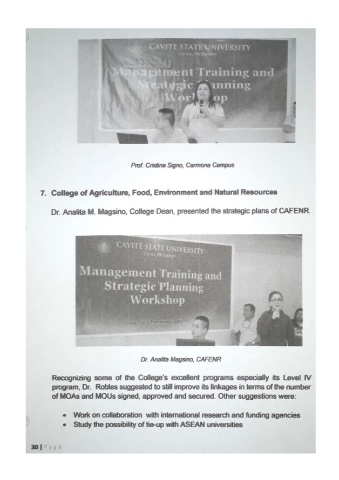 CAVITE STATE UNIVERSITY
Cavite, Philippines
Management Training and
Strategic Planning
Workshop
Prof. Cristina Signo, Carmona Campus
7. College of Agriculture, Food, Environment and Natural Resources
Dr. Analita M. Magsino, College Dean, presented the strategic plans of CAFENR.
CAVITE STATE UNIVERSITY
Cavite, Philippines
Management Training and
Strategic Planning
Workshop
Dr. Analita Magsino, CAFENR
Recognizing some of the College's excellent programs especially its Level IV
program, Dr. Robles suggested to still improve its linkages in terms of the number
of MOAs and MOUs signed, approved and secured. Other suggestions were:
• Work on collaboration with international research and funding agencies
• Study the possibility of tie-up with ASEAN universities
30 | Page